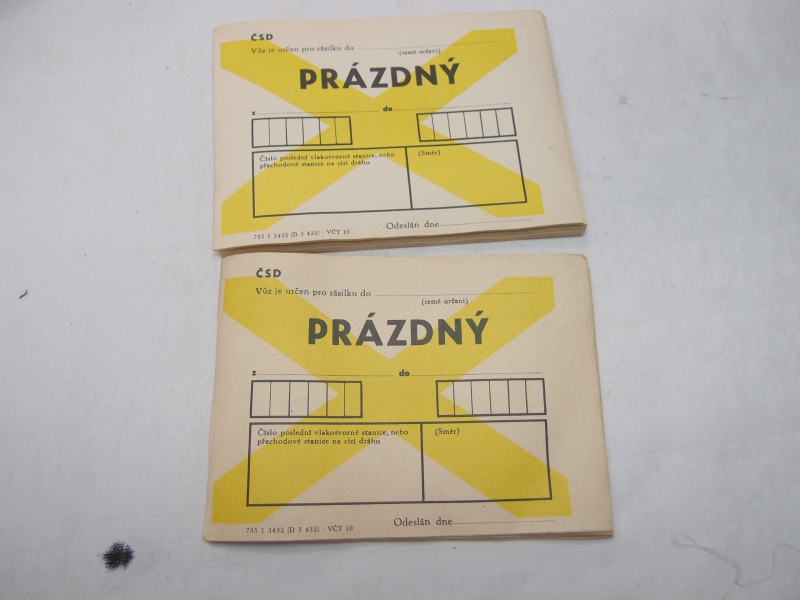 ČSD
Vůz je určen pro zásilku do
(země určení)
PRÁZDNÝ
z do
Číslo poslední vlakotvorné stanice, nebo
přechodové stanice na cizí dráhu
(Směr)
Odeslán dne
735 1 3432 (D 3 432) - VČT 10
ČSD
Vůz je určen pro zásilku do
(země určení)
PRÁZDNÝ
z do
Číslo poslední vlakotvorné stanice, nebo
přechodové stanice na cizí dráhu
(Směr)
Odeslán dne
735 1 3432 (D 3 432) - VČT 10